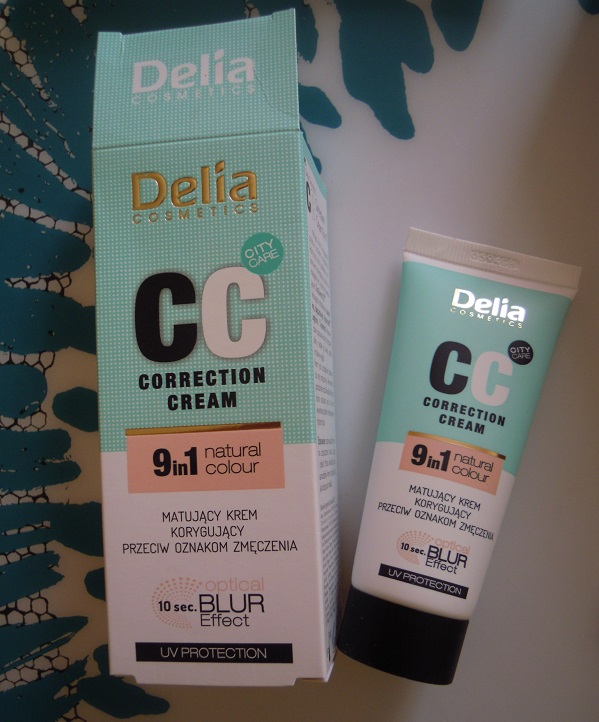 Delia
COSMETICS
Delia
COSMETICS
CITY
CARE
CC
CORRECTION
CREAM
9in1 natural
colour
MATUJĄCY KREM
KORYGUJĄCY
PRZECIW OZNAKOM ZMĘCZENIA
optical
10 sec. BLUR
Effect
UV PROTECTION
Delia
COSMETICS
CITY
CARE
CC
CORRECTION
CREAM
9in1 natural
colour
MATUJĄCY KREM
KORYGUJĄCY
PRZECIW OZNAKOM ZMĘCZENIA
optical
10 sec. BLUR
Effect
UV PROTECTION